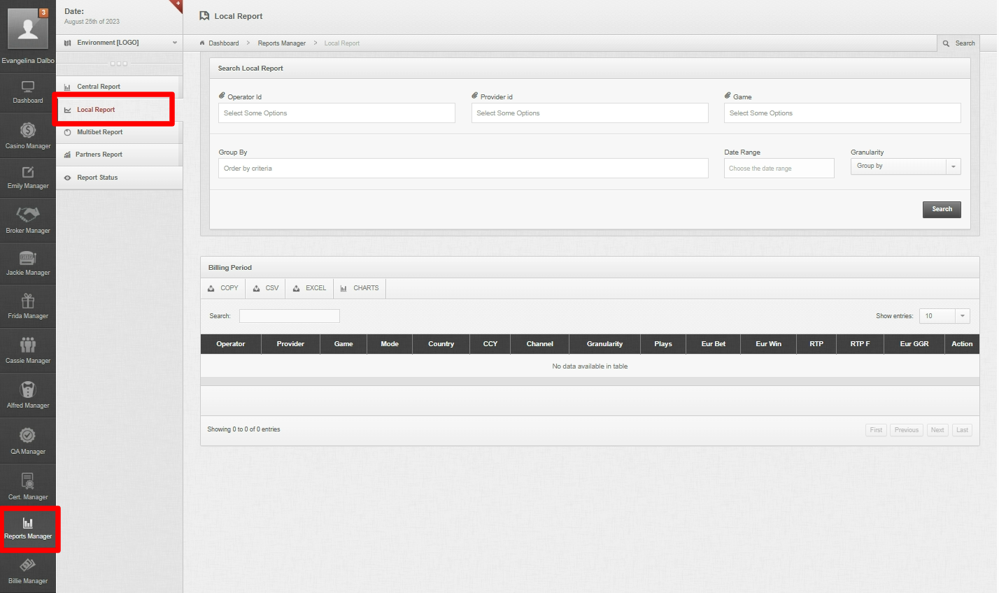 3
Evangelina Dalbo
Dashboard
Casino Manager
Emily Manager
Broker Manager
Jackie Manager
Frida Manager
Cassie Manager
Alfred Manager
QA Manager
Cert. Manager
Reports Manager
Billie Manager
Date:
August 25th of 2023
+
Environment [LOGO]
Central Report
Local Report
Multibet Report
Partners Report
Report Status
Local Report
Dashboard > Reports Manager > Local Report
Search
Search Local Report
Operator Id Provider id Game
Select Some Options Select Some Options Select Some Options
Group By Date Range Granularity
Order by criteria Choose the date range Group by
Search
Billing Period
COPY CSV EXCEL CHARTS
Search: Show entries: 10
Operator Provider Game Mode Country CCY Channel Granularity Plays Eur Bet Eur Win RTP RTP F Eur GGR Action
No data available in table
Showing 0 to 0 of 0 entries
First Previous Next Last